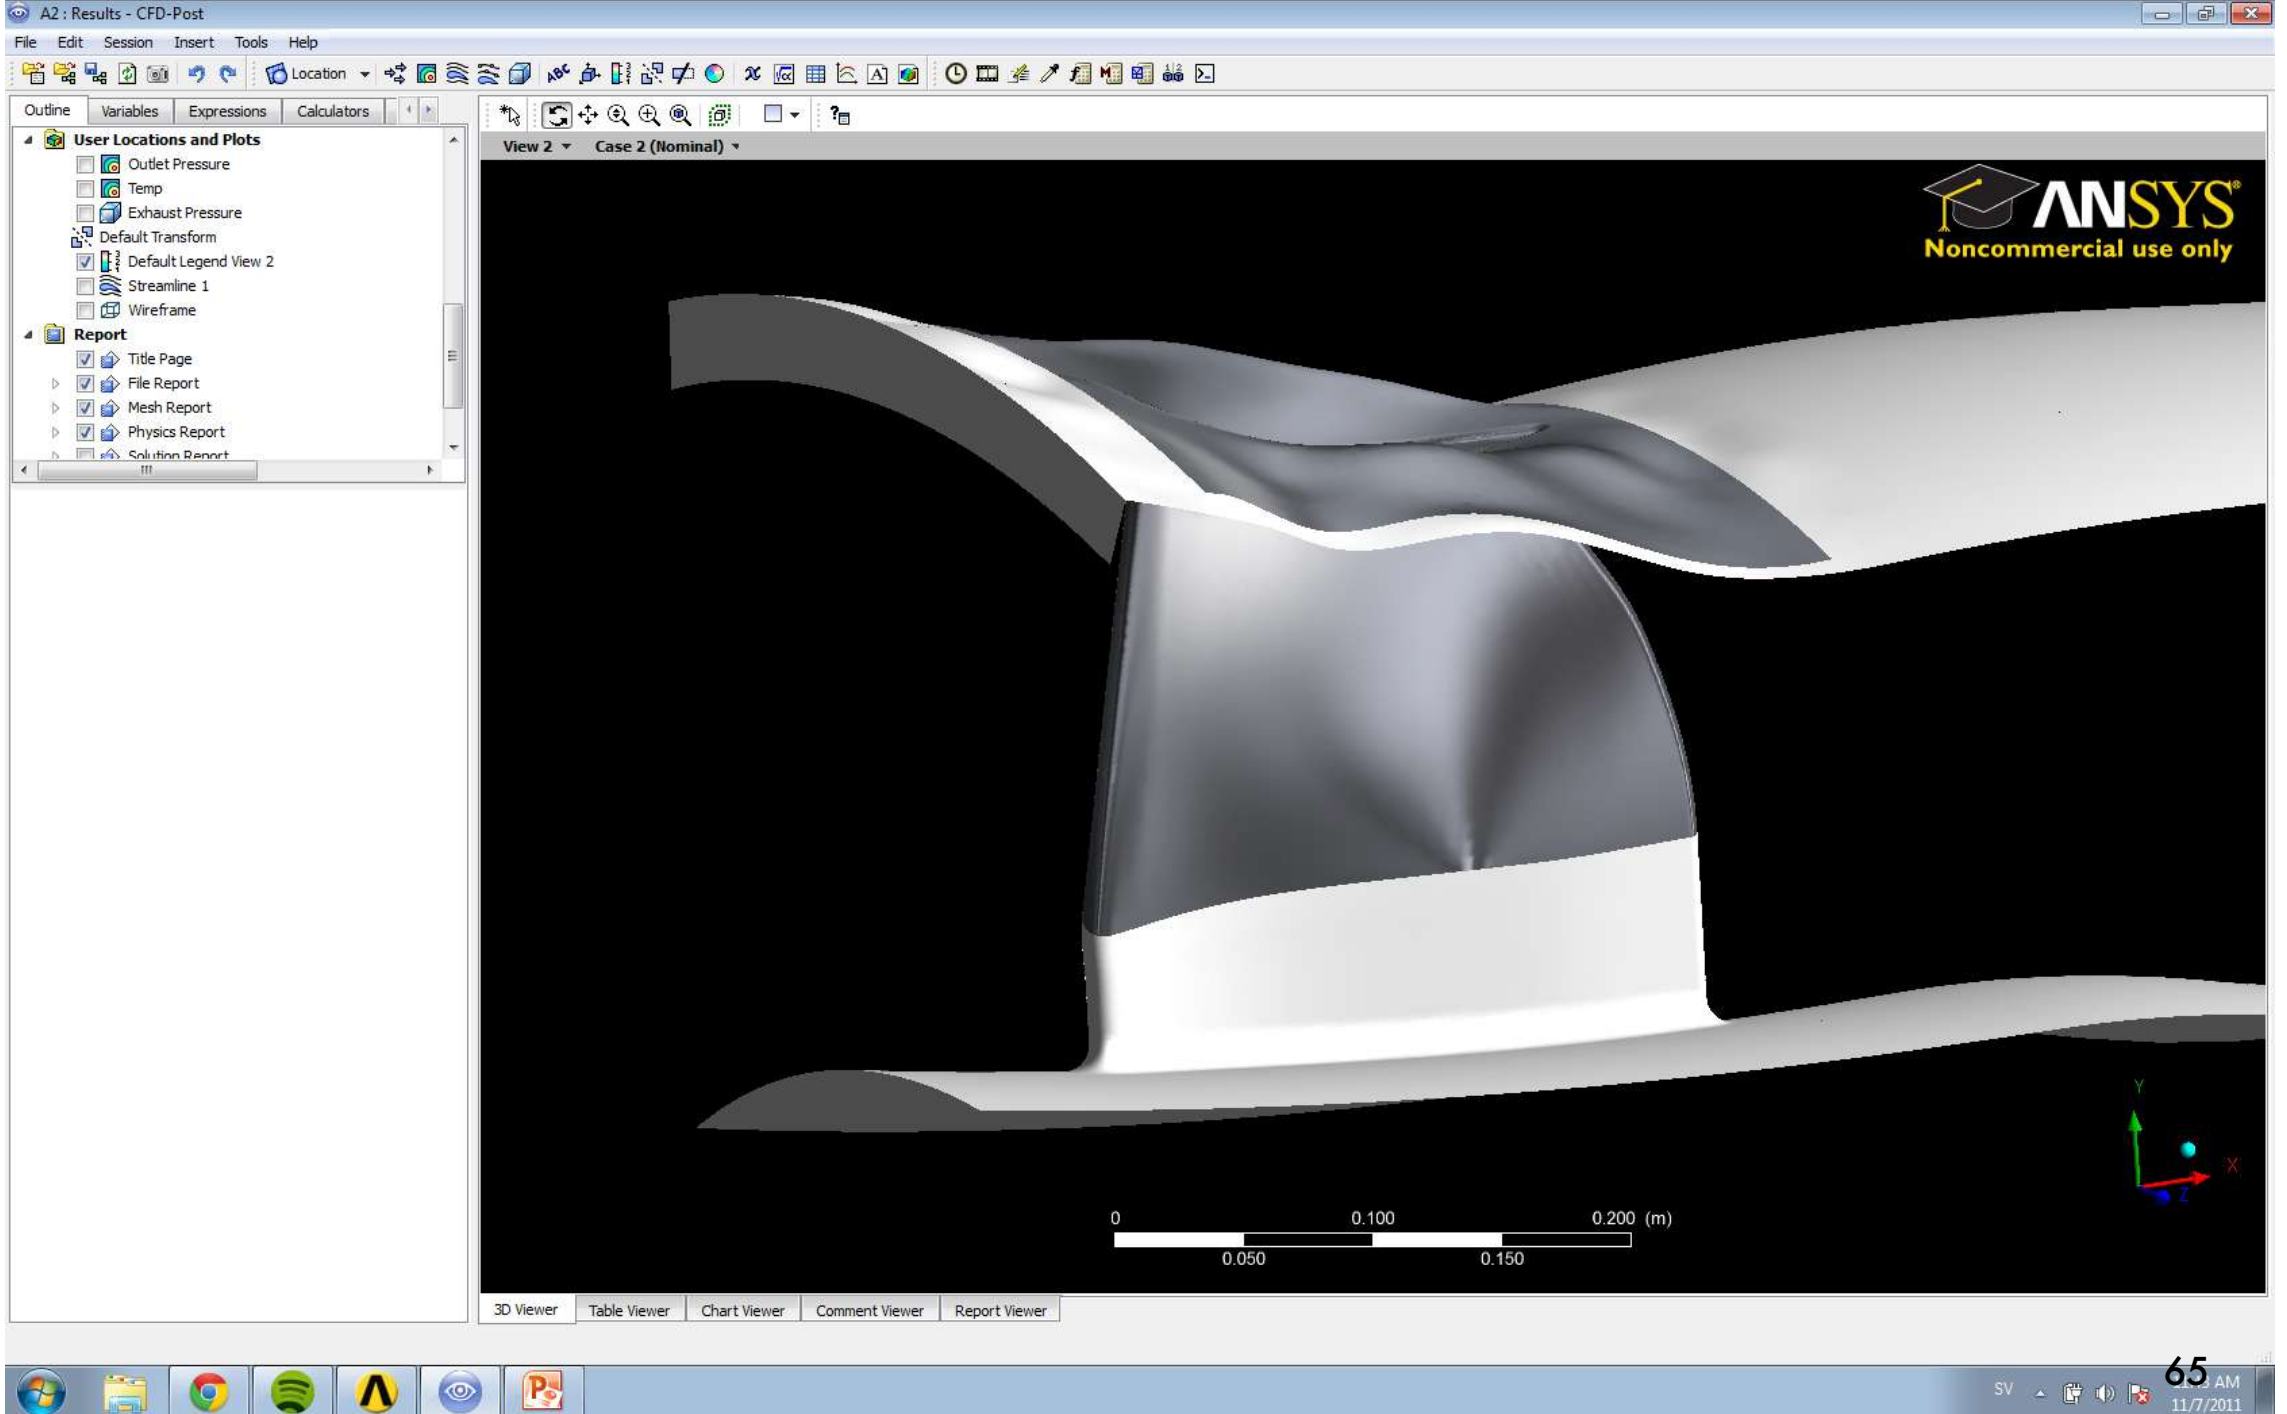 A2 : Results - CFD-Post
File Edit Session Insert Tools Help
Location
Outline Variables Expressions Calculators
User Locations and Plots
Outlet Pressure
Temp
Exhaust Pressure
Default Transform
Default Legend View 2
Streamline 1
Wireframe
Report
Title Page
File Report
Mesh Report
Physics Report
Solution Report
View 2 Case 2 (Nominal)
ANSYS®
Noncommercial use only
Y
X
Z
0 0.100 0.200 (m)
0.050 0.150
3D Viewer Table Viewer Chart Viewer Comment Viewer Report Viewer
65
SV AM
11/7/2011